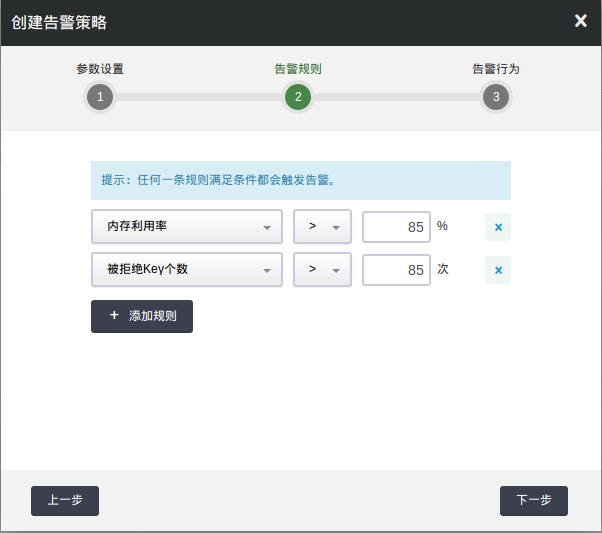 创建告警策略 ×
参数设置 告警规则 告警行为
1 2 3
提示：任何一条规则满足条件都会触发告警。
内存利用率 > 85 % x
被拒绝Key个数 > 85 次 x
+ 添加规则
上一步 下一步